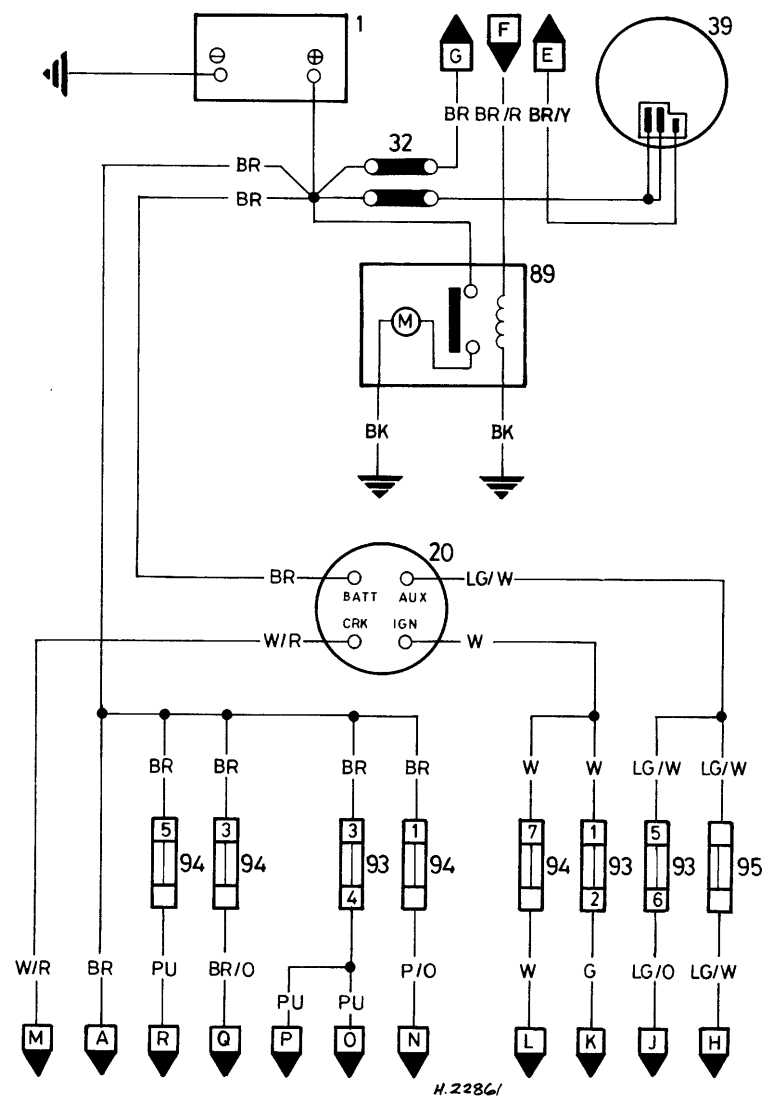 1
G F E
39
⊖ ⊕
BR BR/R BR/Y
32
BR
BR
89
M
BK BK
20
BR LG/W
BATT AUX
CRK IGN
W/R W
BR BR BR BR W W LG/W LG/W
5 3 3 1 7 1 5
94 94 93 94 94 93 93 95
4 2 6
W/R BR PU BR/O P/O W G LG/O LG/W
PU PU
M A R Q P O N L K J H
H.22861